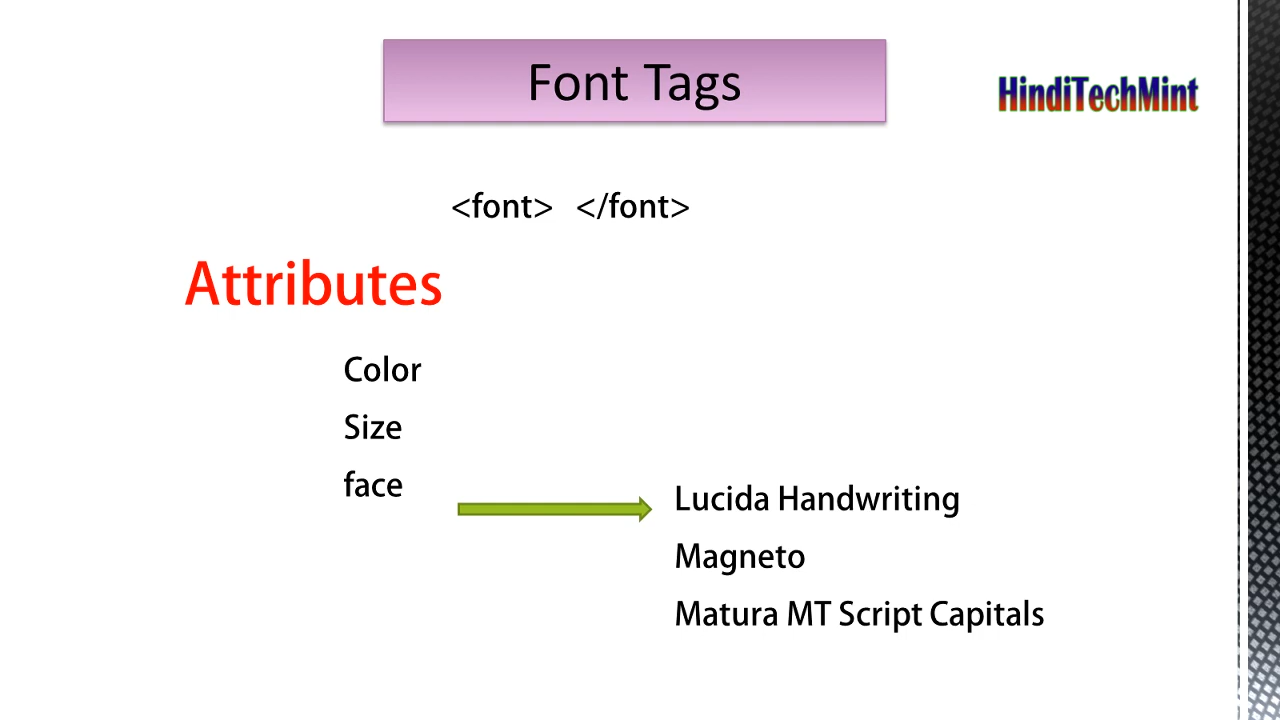 Font Tags
HindiTechMint
<font> </font>
Attributes
Color
Size
face
Lucida Handwriting
Magneto
Matura MT Script Capitals